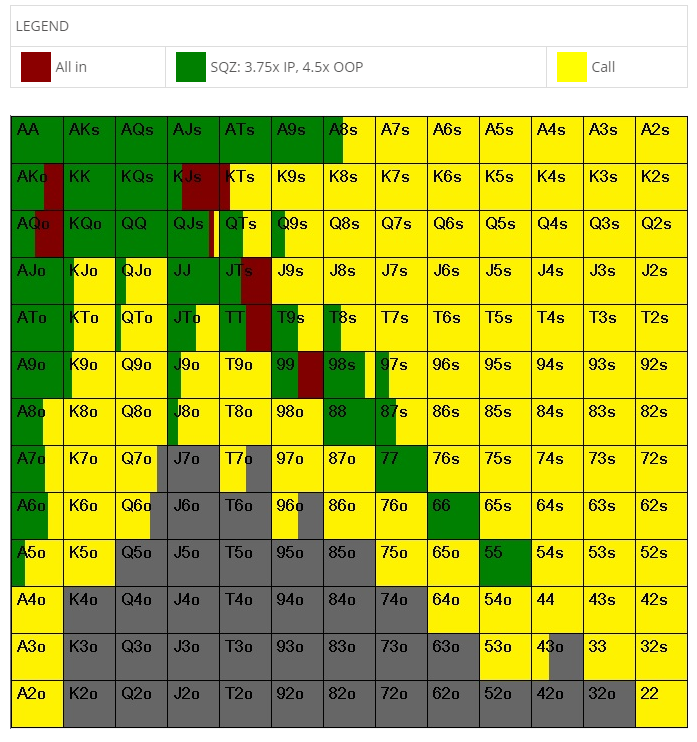 LEGEND
All in SQZ: 3.75x IP, 4.5x OOP Call
AA AKs AQs AJs ATs A9s A8s A7s A6s A5s A4s A3s A2s
AKo KK KQs KJs KTs K9s K8s K7s K6s K5s K4s K3s K2s
AQo KQo QQ QJs QTs Q9s Q8s Q7s Q6s Q5s Q4s Q3s Q2s
AJo KJo QJo JJ JTs J9s J8s J7s J6s J5s J4s J3s J2s
ATo KTo QTo JTo TT T9s T8s T7s T6s T5s T4s T3s T2s
A9o K9o Q9o J9o T9o 99 98s 97s 96s 95s 94s 93s 92s
A8o K8o Q8o J8o T8o 98o 88 87s 86s 85s 84s 83s 82s
A7o K7o Q7o J7o T7o 97o 87o 77 76s 75s 74s 73s 72s
A6o K6o Q6o J6o T6o 96o 86o 76o 66 65s 64s 63s 62s
A5o K5o Q5o J5o T5o 95o 85o 75o 65o 55 54s 53s 52s
A4o K4o Q4o J4o T4o 94o 84o 74o 64o 54o 44 43s 42s
A3o K3o Q3o J3o T3o 93o 83o 73o 63o 53o 43o 33 32s
A2o K2o Q2o J2o T2o 92o 82o 72o 62o 52o 42o 32o 22